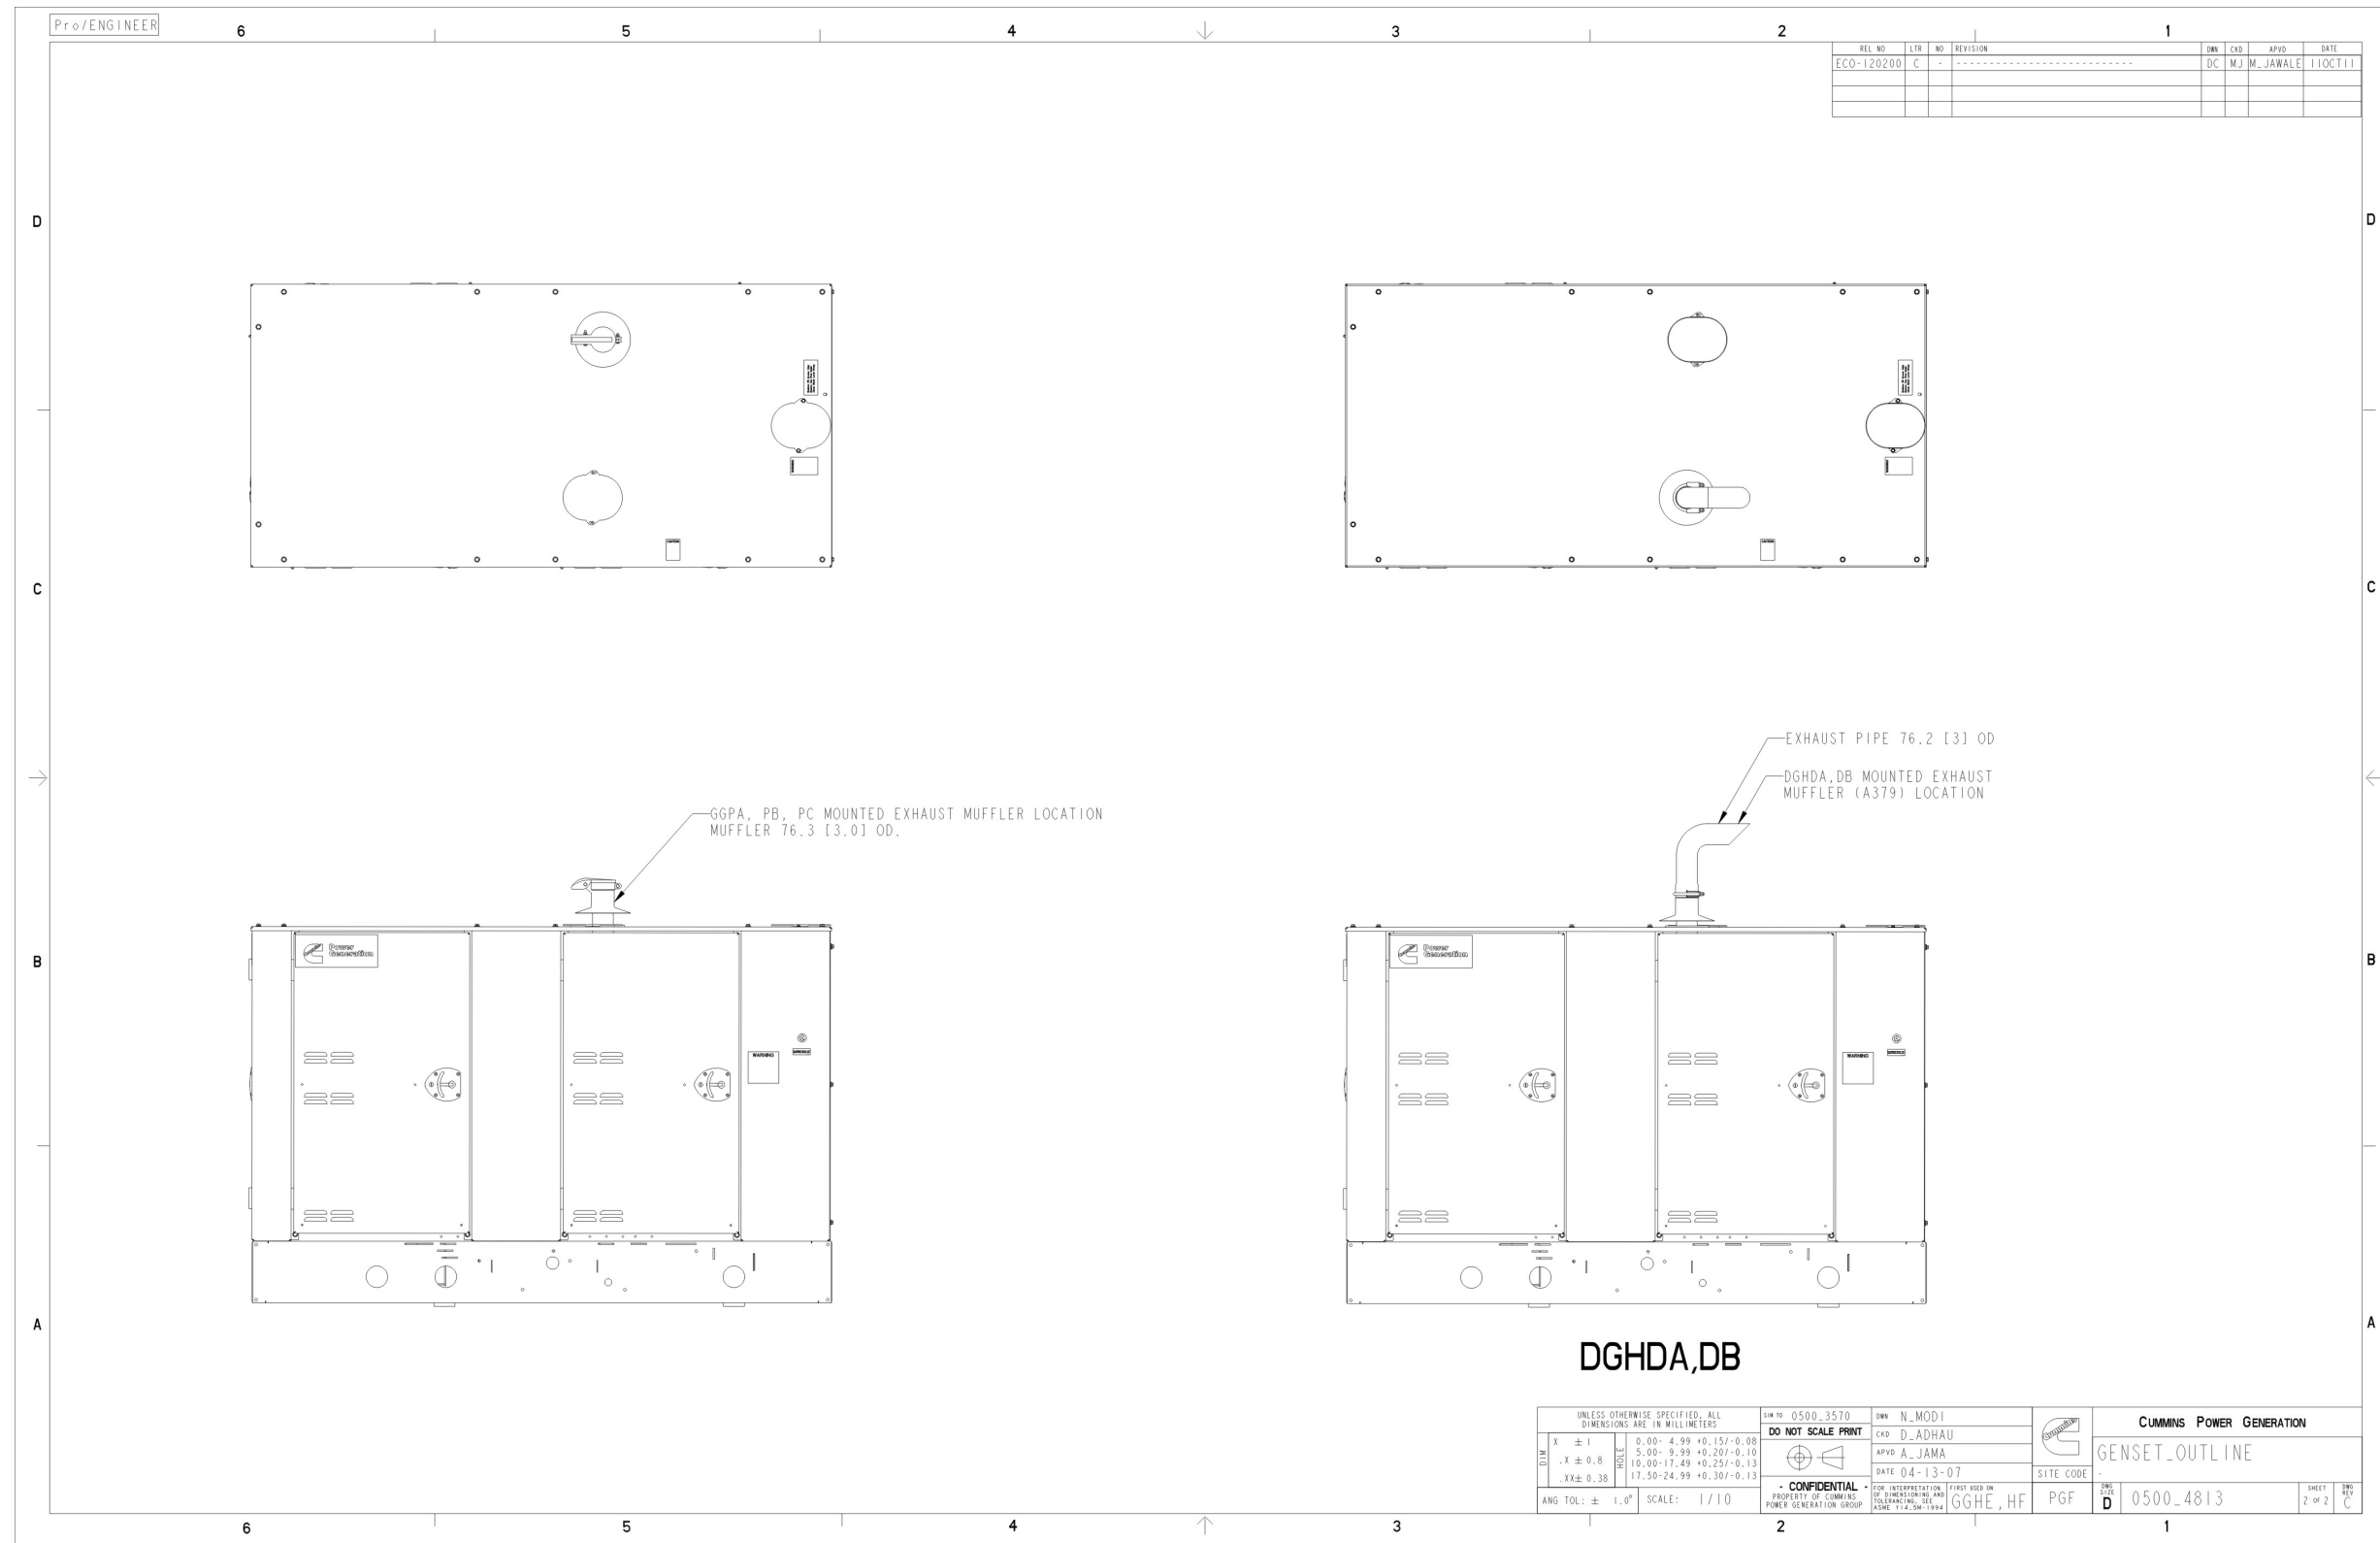 Pro/ENGINEER
6 5 4 3 2 1
REL NO LTR NO REVISION DWN CKD APVD DATE
ECO-120200 C - -------------------------- DC MJ M_JAWALE 11OCT11
D D
C C
CAUTION CAUTION
EXHAUST PIPE 76.2 [3] OD
DGHDA,DB MOUNTED EXHAUST
MUFFLER (A379) LOCATION
GGPA, PB, PC MOUNTED EXHAUST MUFFLER LOCATION
MUFFLER 76.3 [3.0] OD.
Power
Generation
Power
Generation
B B
WARNING WARNING
A A
DGHDA,DB
UNLESS OTHERWISE SPECIFIED, ALL
DIMENSIONS ARE IN MILLIMETERS
DIM
X ± 1
.X ± 0.8
.XX± 0.38
HOLE
0.00- 4.99 +0.15/-0.08
5.00- 9.99 +0.20/-0.10
10.00-17.49 +0.25/-0.13
17.50-24.99 +0.30/-0.13
ANG TOL: ± 1.0°
SCALE: 1/10
SIM TO 0500_3570
DO NOT SCALE PRINT
- CONFIDENTIAL -
PROPERTY OF CUMMINS
POWER GENERATION GROUP
DWN N_MODI
CKD D_ADHAU
APVD A_JAMA
DATE 04-13-07
FOR INTERPRETATION
OF DIMENSIONING AND
TOLERANCING, SEE
ASME Y14.5M-1994
FIRST USED ON
GGHE,HF
Cummins
SITE CODE
PGF
CUMMINS POWER GENERATION
GENSET_OUTLINE
-
DWG
SIZE
D
0500_4813
SHEET
2 OF 2
DWG
REV
C
6 5 4 3 2 1